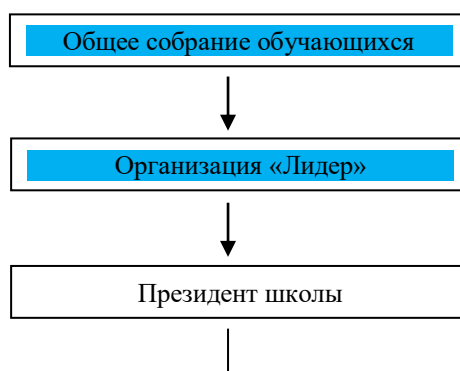 Общее собрание обучающихся
Организация «Лидер»
Президент школы